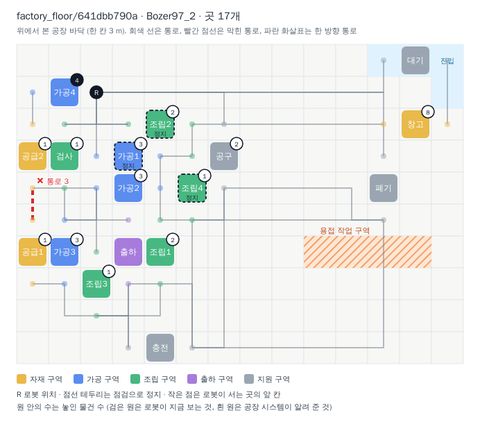 factory_floor/641dbb790a · Bozer97_2 · 곳 17개
위에서 본 공장 바닥 (한 칸 3 m). 회색 선은 통로, 빨간 점선은 막힌 통로, 파란 화살표는 한 방향 통로
대기
진입
4
가공4
R
2
조립2
정지
8
창고
1
공급2
1
검사
3
가공1
정지
2
공구
✕ 통로 3
3
가공2
1
조립4
정지
폐기
용접 작업 구역
1
공급1
3
가공3
출하
2
조립1
1
조립3
충전
자재 구역
가공 구역
조립 구역
출하 구역
지원 구역
R 로봇 위치 · 점선 테두리는 점검으로 정지 · 작은 점은 로봇이 서는 곳의 앞 칸
원 안의 수는 놓인 물건 수 (검은 원은 로봇이 지금 보는 것, 흰 원은 공장 시스템이 알려 준 것)